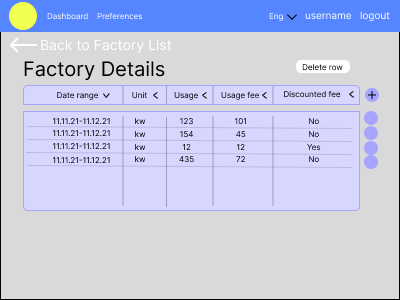 Dashboard Preferences Eng username logout
Back to Factory List
Factory Details
Delete row
Date range Unit Usage Usage fee Discounted fee
11.11.21-11.12.21 kw 123 101 No
11.11.21-11.12.21 kw 154 45 No
11.11.21-11.12.21 kw 12 12 Yes
11.11.21-11.12.21 kw 435 72 No